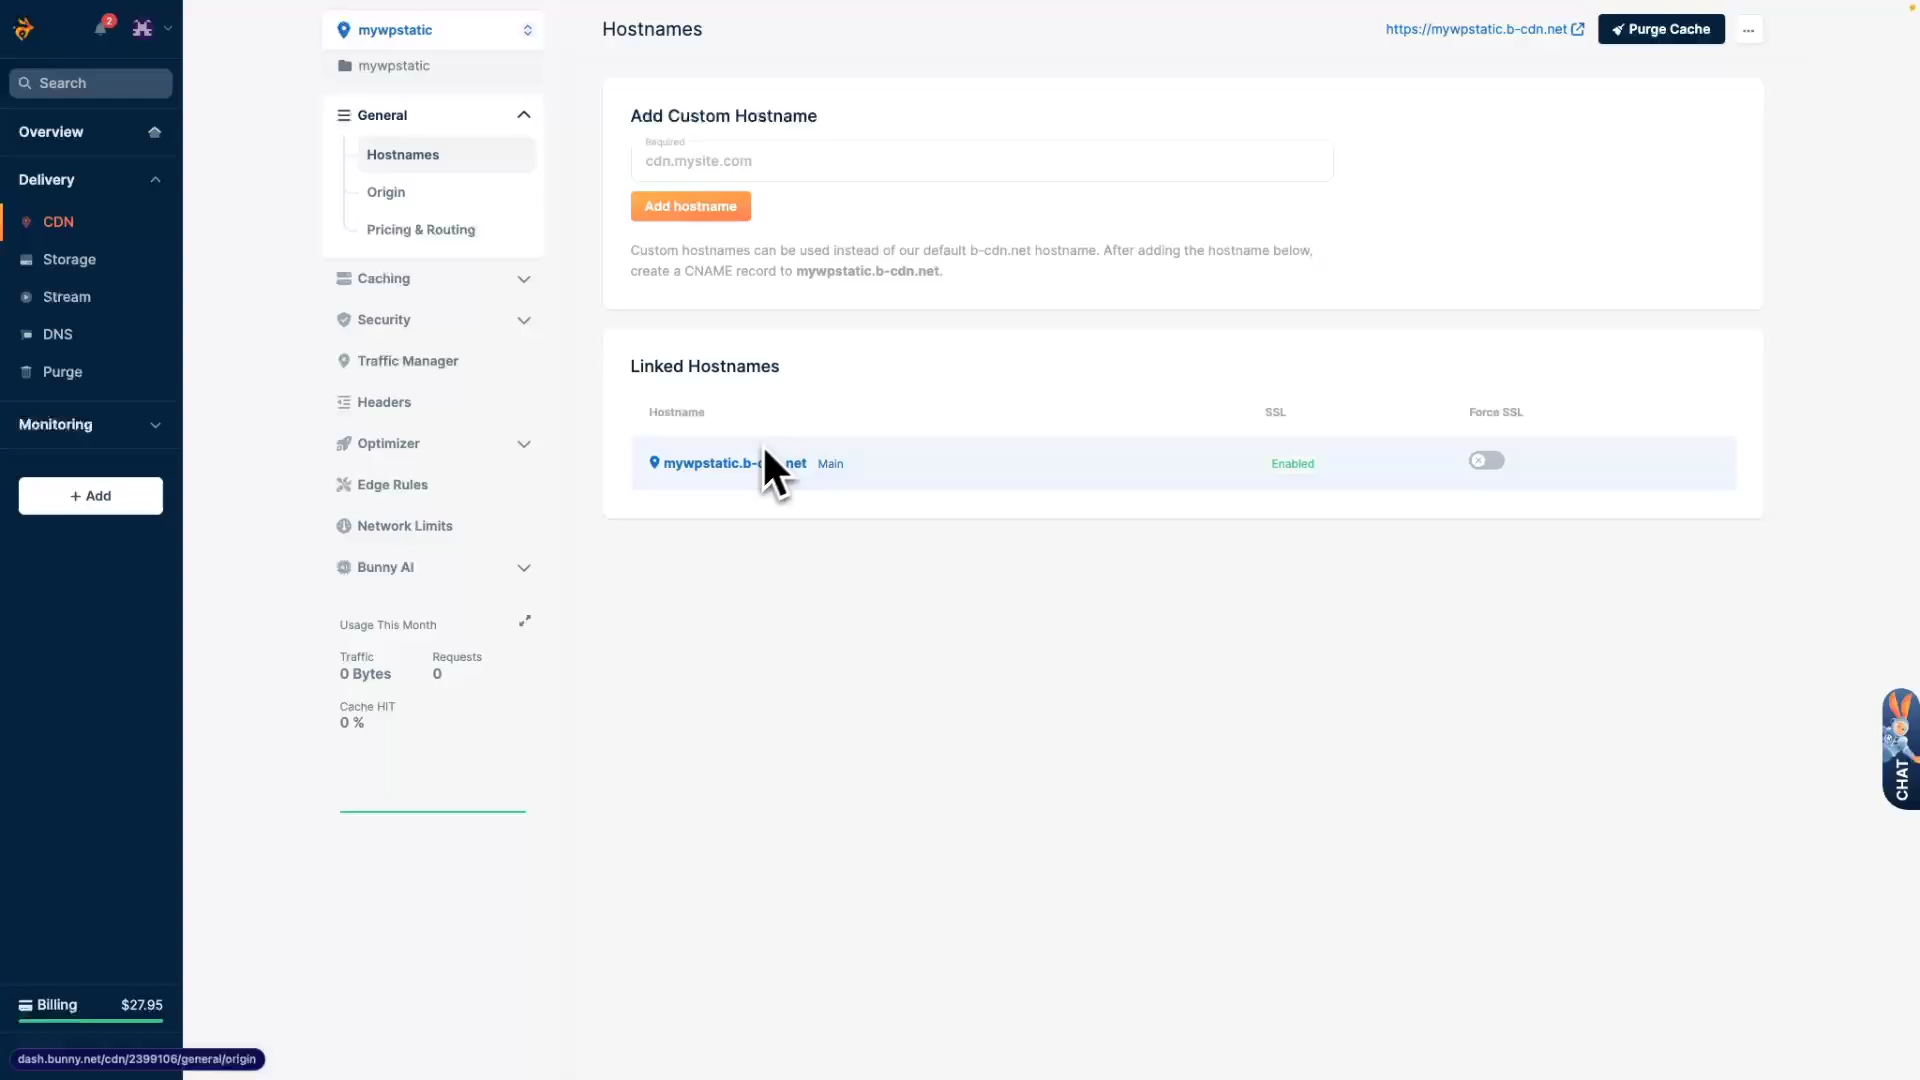 2
Search
Overview
Delivery
CDN
Storage
Stream
DNS
Purge
Monitoring
+ Add
Billing $27.95
dash.bunny.net/cdn/2399106/general/origin
mywpstatic
mywpstatic
General
Hostnames
Origin
Pricing & Routing
Caching
Security
Traffic Manager
Headers
Optimizer
Edge Rules
Network Limits
Bunny AI
Usage This Month
Traffic Requests
0 Bytes 0
Cache HIT
0 %
Hostnames
https://mywpstatic.b-cdn.net
Purge Cache
...
Add Custom Hostname
Required
cdn.mysite.com
Add hostname
Custom hostnames can be used instead of our default b-cdn.net hostname. After adding the hostname below,
create a CNAME record to mywpstatic.b-cdn.net.
Linked Hostnames
Hostname SSL Force SSL
mywpstatic.b-cdn.net Main Enabled
CHAT